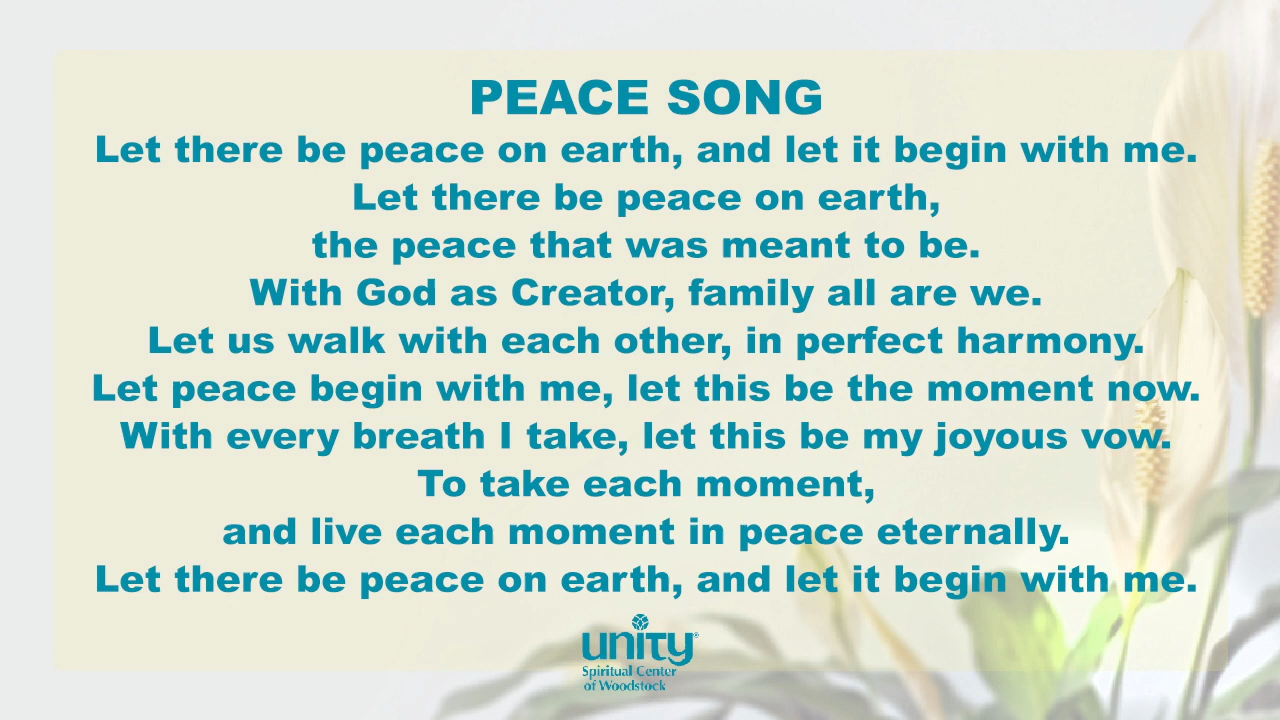 PEACE SONG
Let there be peace on earth, and let it begin with me.
Let there be peace on earth,
the peace that was meant to be.
With God as Creator, family all are we.
Let us walk with each other, in perfect harmony.
Let peace begin with me, let this be the moment now.
With every breath I take, let this be my joyous vow.
To take each moment,
and live each moment in peace eternally.
Let there be peace on earth, and let it begin with me.
unity®
Spiritual Center
of Woodstock